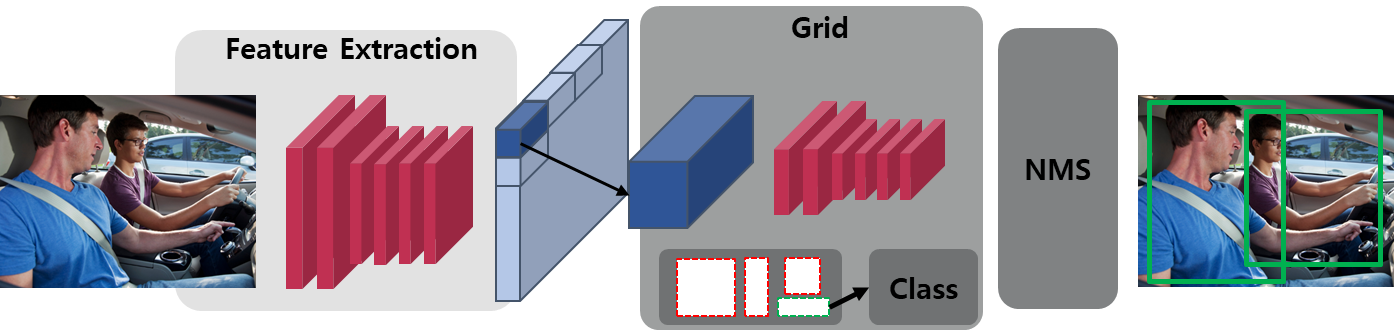 Feature Extraction
Grid
NMS
Class